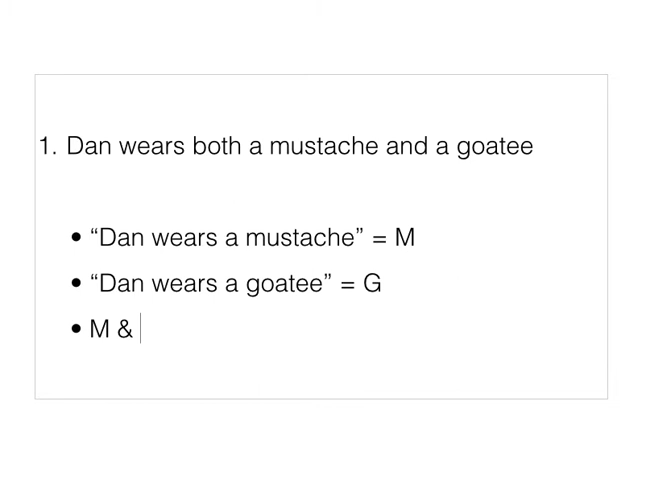 1. Dan wears both a mustache and a goatee
• “Dan wears a mustache” = M
• “Dan wears a goatee” = G
• M &